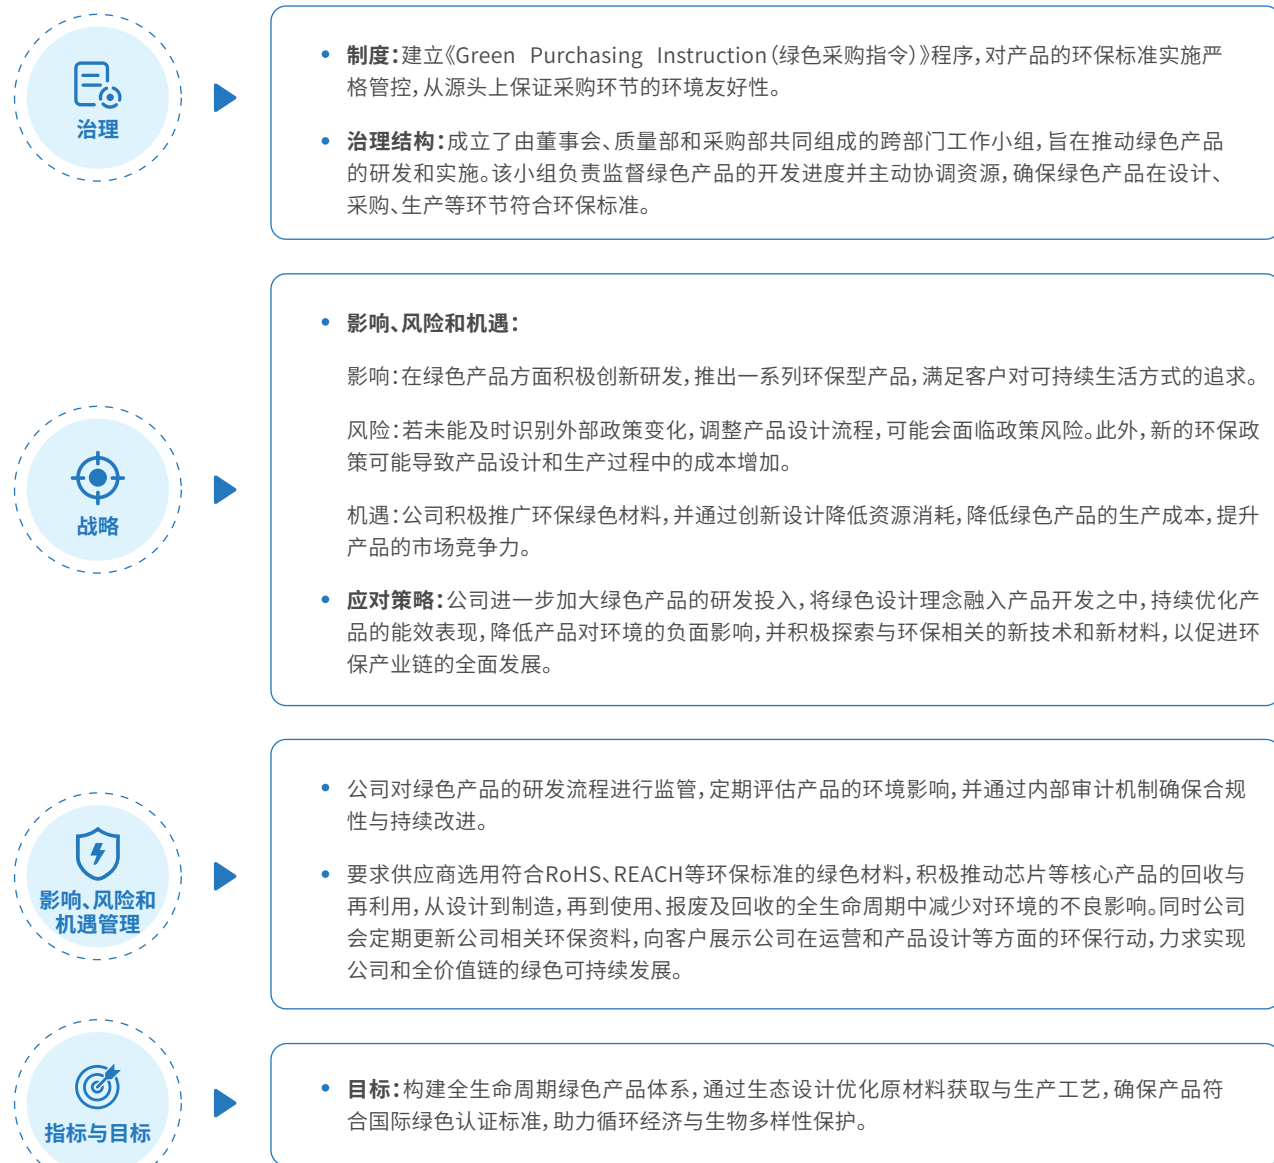 治理
制度：建立《Green Purchasing Instruction（绿色采购指令）》程序，对产品的环保标准实施严
格管控，从源头上保证采购环节的环境友好性。
治理结构：成立了由董事会、质量部和采购部共同组成的跨部门工作小组，旨在推动绿色产品
的研发和实施。该小组负责监督绿色产品的开发进度并主动协调资源，确保绿色产品在设计、
采购、生产等环节符合环保标准。
战略
影响、风险和机遇：
影响：在绿色产品方面积极创新研发，推出一系列环保型产品，满足客户对可持续生活方式的追求。
风险：若未能及时识别外部政策变化，调整产品设计流程，可能会面临政策风险。此外，新的环保政
策可能导致产品设计和生产过程中的成本增加。
机遇：公司积极推广环保绿色材料，并通过创新设计降低资源消耗，降低绿色产品的生产成本，提升
产品的市场竞争力。
应对策略：公司进一步加大绿色产品的研发投入，将绿色设计理念融入产品开发之中，持续优化产
品的能效表现，降低产品对环境的负面影响，并积极探索与环保相关的新技术和新材料，以促进环
保产业链的全面发展。
影响、风险和
机遇管理
公司对绿色产品的研发流程进行监管，定期评估产品的环境影响，并通过内部审计机制确保合规
性与持续改进。
要求供应商选用符合RoHS、REACH等环保标准的绿色材料，积极推动芯片等核心产品的回收与
再利用，从设计到制造，再到使用、报废及回收的全生命周期中减少对环境的不良影响。同时公司
会定期更新公司相关环保资料，向客户展示公司在运营和产品设计等方面的环保行动，力求实现
公司和全价值链的绿色可持续发展。
指标与目标
目标：构建全生命周期绿色产品体系，通过生态设计优化原材料获取与生产工艺，确保产品符
合国际绿色认证标准，助力循环经济与生物多样性保护。